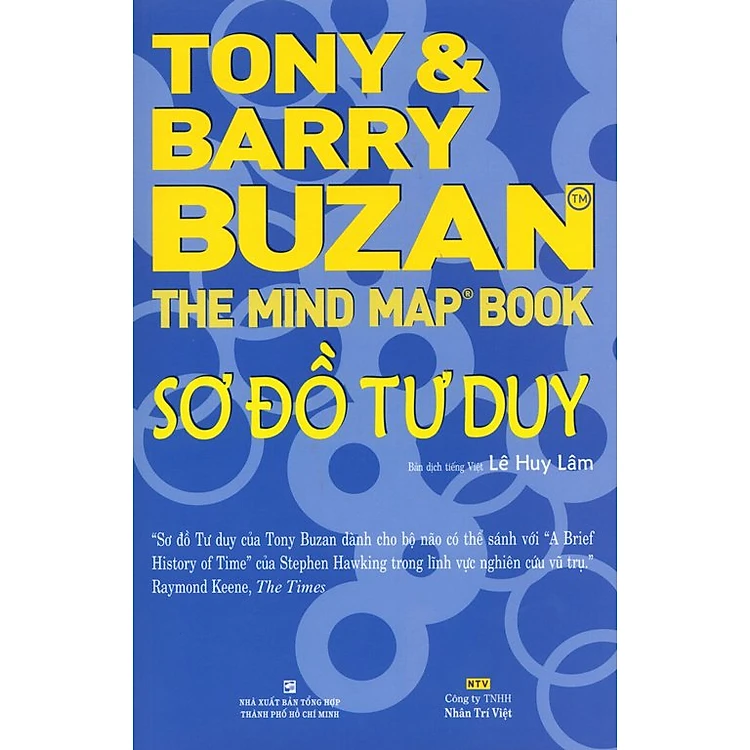 TONY &
BARRY
BUZAN™
THE MIND MAP® BOOK
SƠ ĐỒ TƯ DUY
Bản dịch tiếng Việt Lê Huy Lâm
“Sơ đồ Tư duy của Tony Buzan dành cho bộ não có thể sánh với “A Brief
History of Time” của Stephen Hawking trong lĩnh vực nghiên cứu vũ trụ.”
Raymond Keene, The Times
NHÀ XUẤT BẢN TỔNG HỢP
THÀNH PHỐ HỒ CHÍ MINH
NTV
Công ty TNHH
Nhân Trí Việt